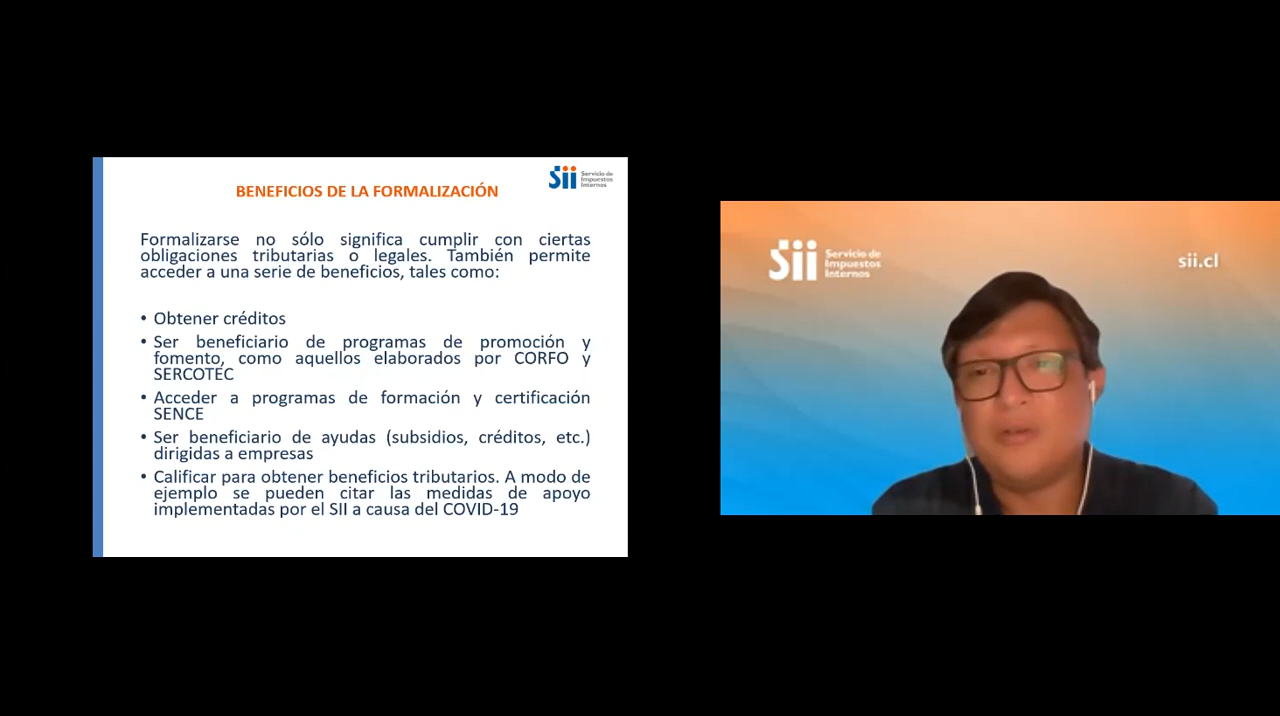 BENEFICIOS DE LA FORMALIZACIÓN
Sii Servicio de
Impuestos
Internos
Formalizarse no sólo significa cumplir con ciertas
obligaciones tributarias o legales. También permite
acceder a una serie de beneficios, tales como:
• Obtener créditos
• Ser beneficiario de programas de promoción y
fomento, como aquellos elaborados por CORFO y
SERCOTEC
• Acceder a programas de formación y certificación
SENCE
• Ser beneficiario de ayudas (subsidios, créditos, etc.)
dirigidas a empresas
• Calificar para obtener beneficios tributarios. A modo de
ejemplo se pueden citar las medidas de apoyo
implementadas por el SII a causa del COVID-19
Sii Servicio de
Impuestos
Internos
sii.cl